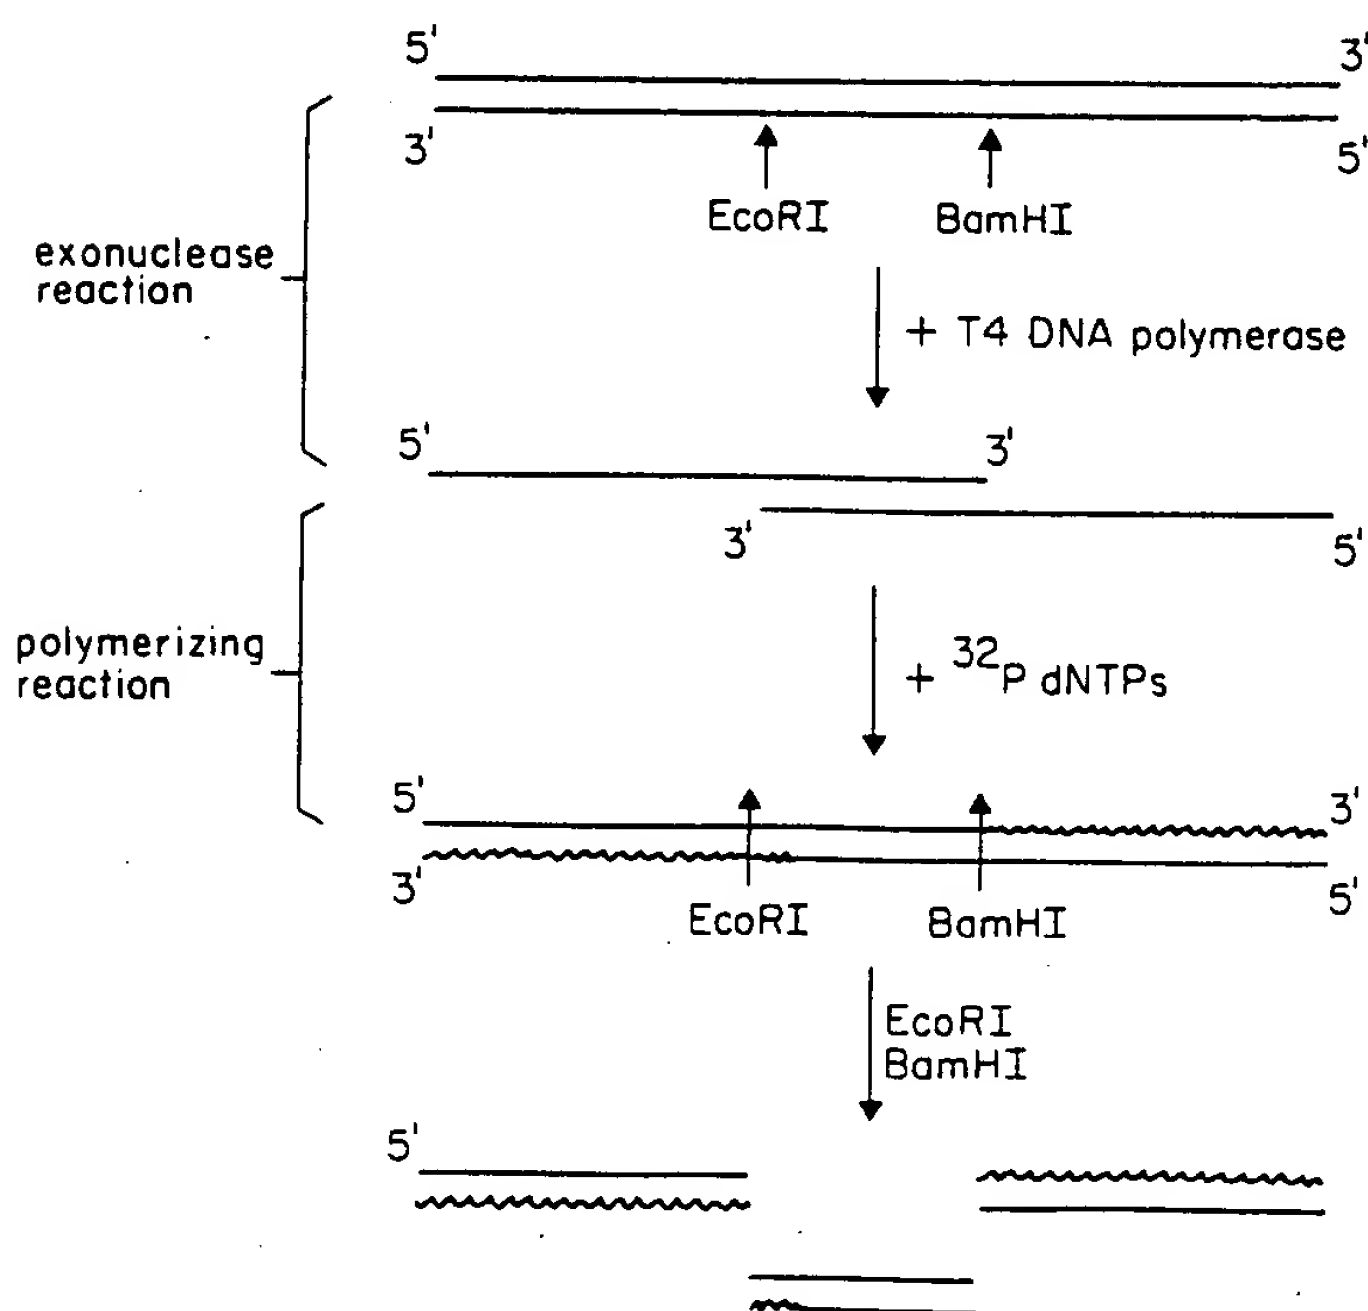 5' 3'
3' 5'
EcoRI BamHI
exonuclease
reaction
+ T4 DNA polymerase
5' 3'
3' 5'
polymerizing
reaction
+ 32P dNTPs
5' 3'
3' 5'
EcoRI BamHI
EcoRI
BamHI
5'